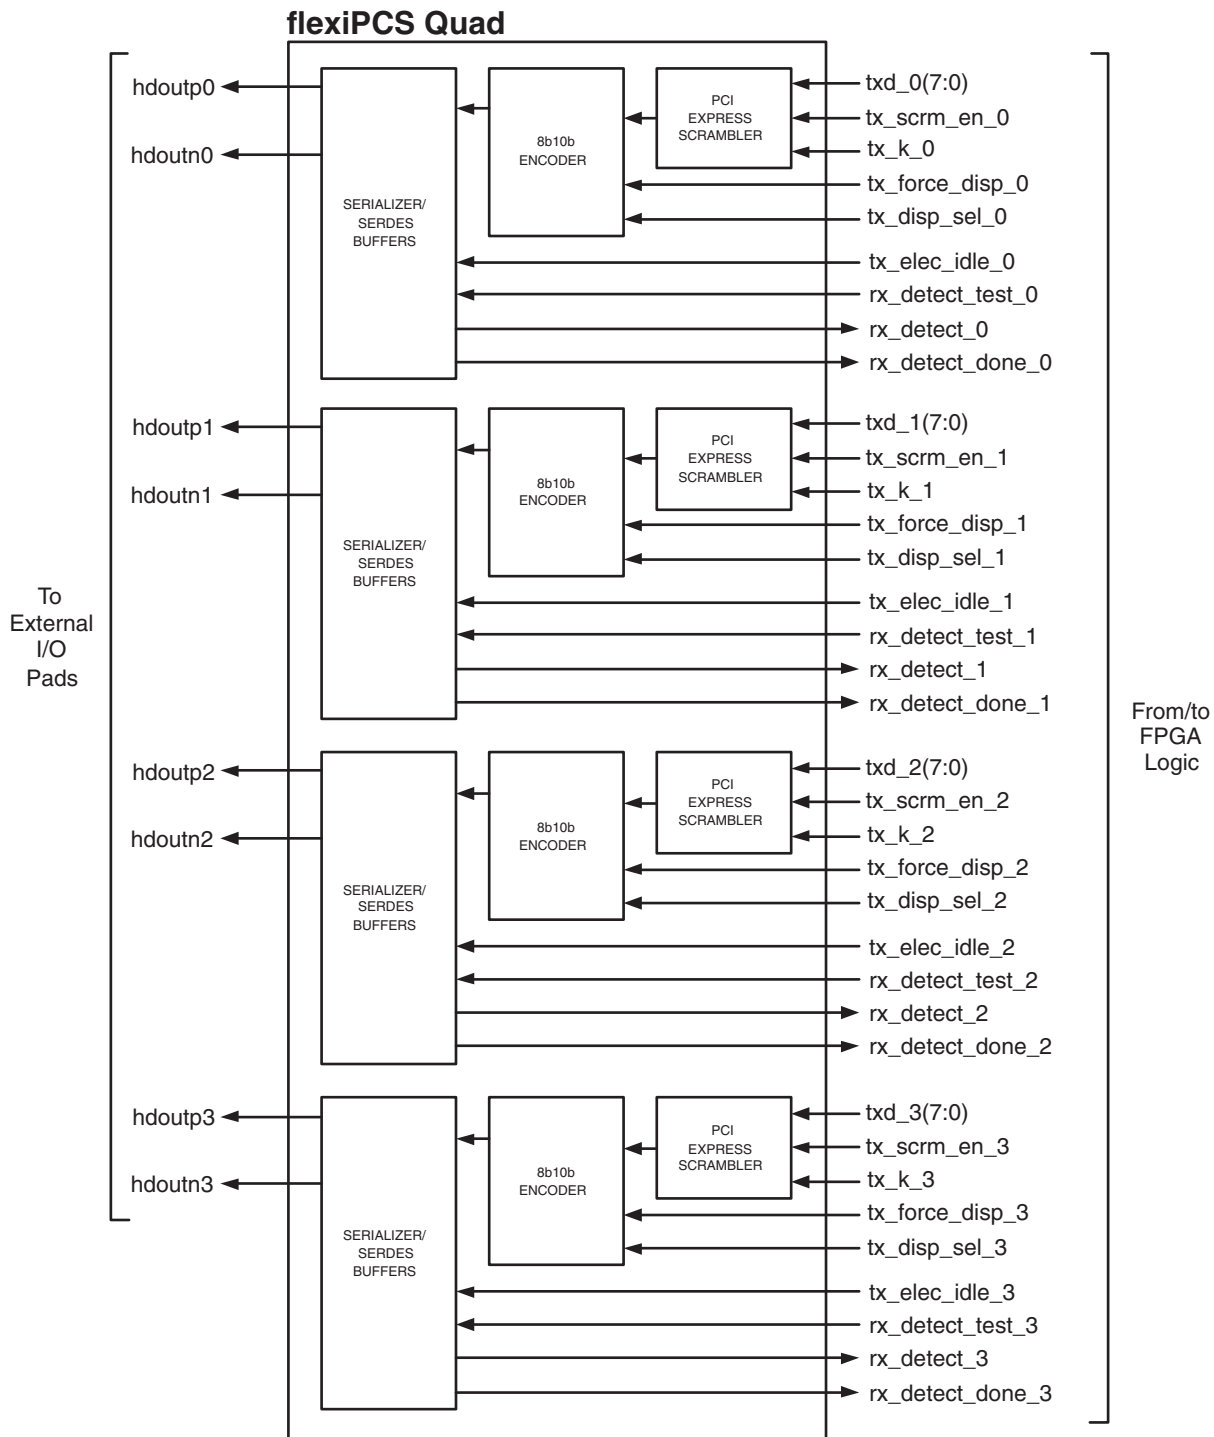 flexiPCS Quad
hdoutp0
hdoutn0
SERIALIZER/
SERDES
BUFFERS
8b10b
ENCODER
PCI
EXPRESS
SCRAMBLER
txd_0(7:0)
tx_scrm_en_0
tx_k_0
tx_force_disp_0
tx_disp_sel_0
tx_elec_idle_0
rx_detect_test_0
rx_detect_0
rx_detect_done_0
hdoutp1
hdoutn1
SERIALIZER/
SERDES
BUFFERS
8b10b
ENCODER
PCI
EXPRESS
SCRAMBLER
txd_1(7:0)
tx_scrm_en_1
tx_k_1
tx_force_disp_1
tx_disp_sel_1
tx_elec_idle_1
rx_detect_test_1
rx_detect_1
rx_detect_done_1
To
External
I/O
Pads
From/to
FPGA
Logic
hdoutp2
hdoutn2
SERIALIZER/
SERDES
BUFFERS
8b10b
ENCODER
PCI
EXPRESS
SCRAMBLER
txd_2(7:0)
tx_scrm_en_2
tx_k_2
tx_force_disp_2
tx_disp_sel_2
tx_elec_idle_2
rx_detect_test_2
rx_detect_2
rx_detect_done_2
hdoutp3
hdoutn3
SERIALIZER/
SERDES
BUFFERS
8b10b
ENCODER
PCI
EXPRESS
SCRAMBLER
txd_3(7:0)
tx_scrm_en_3
tx_k_3
tx_force_disp_3
tx_disp_sel_3
tx_elec_idle_3
rx_detect_test_3
rx_detect_3
rx_detect_done_3